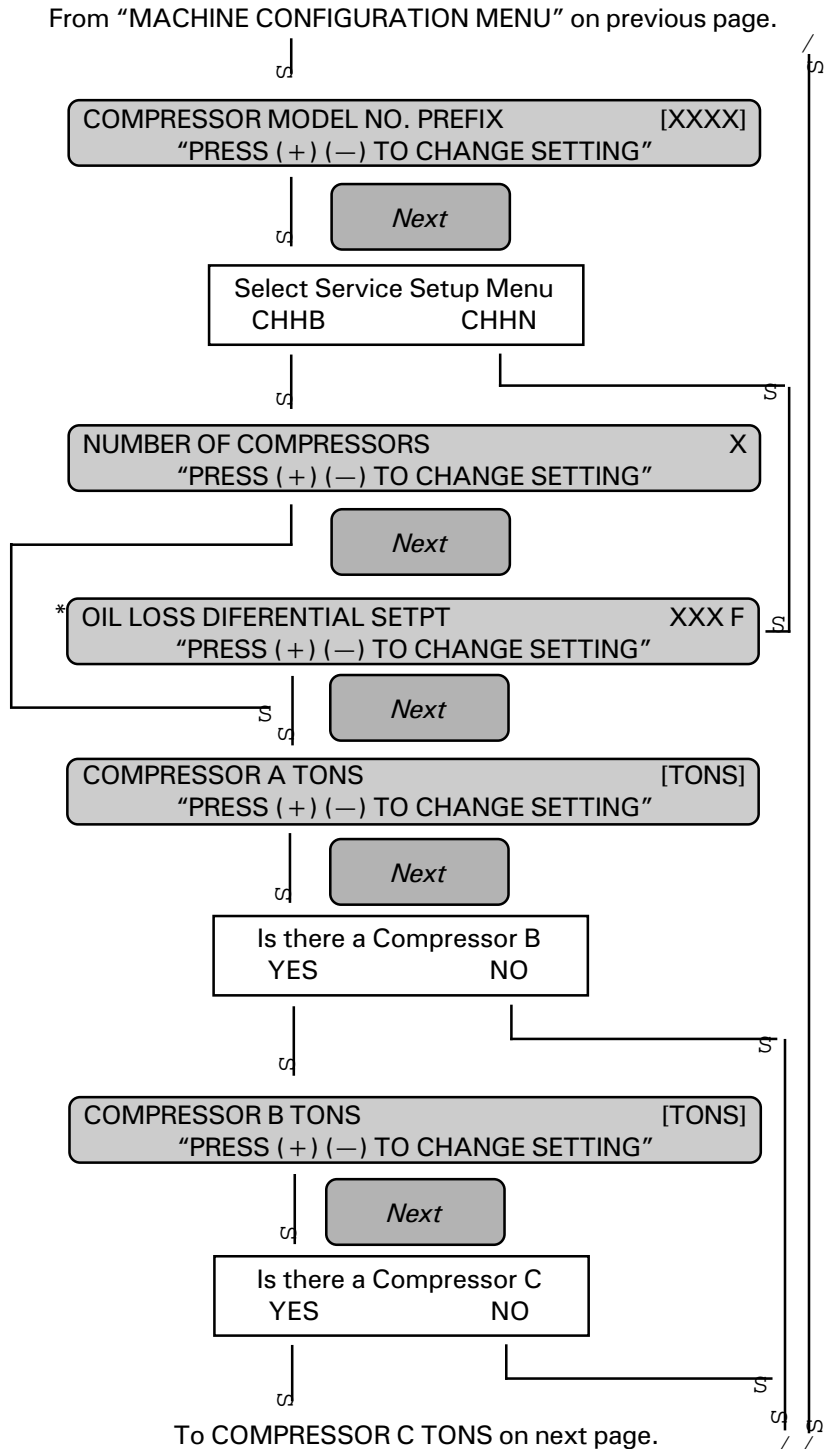 From “MACHINE CONFIGURATION MENU” on previous page.
COMPRESSOR MODEL NO. PREFIX [XXXX]
“PRESS (+) (—) TO CHANGE SETTING”
Next
Select Service Setup Menu
CHHB CHHN
NUMBER OF COMPRESSORS X
“PRESS (+) (—) TO CHANGE SETTING”
Next
* OIL LOSS DIFERENTIAL SETPT XXX F
“PRESS (+) (—) TO CHANGE SETTING”
Next
COMPRESSOR A TONS [TONS]
“PRESS (+) (—) TO CHANGE SETTING”
Next
Is there a Compressor B
YES NO
COMPRESSOR B TONS [TONS]
“PRESS (+) (—) TO CHANGE SETTING”
Next
Is there a Compressor C
YES NO
To COMPRESSOR C TONS on next page.